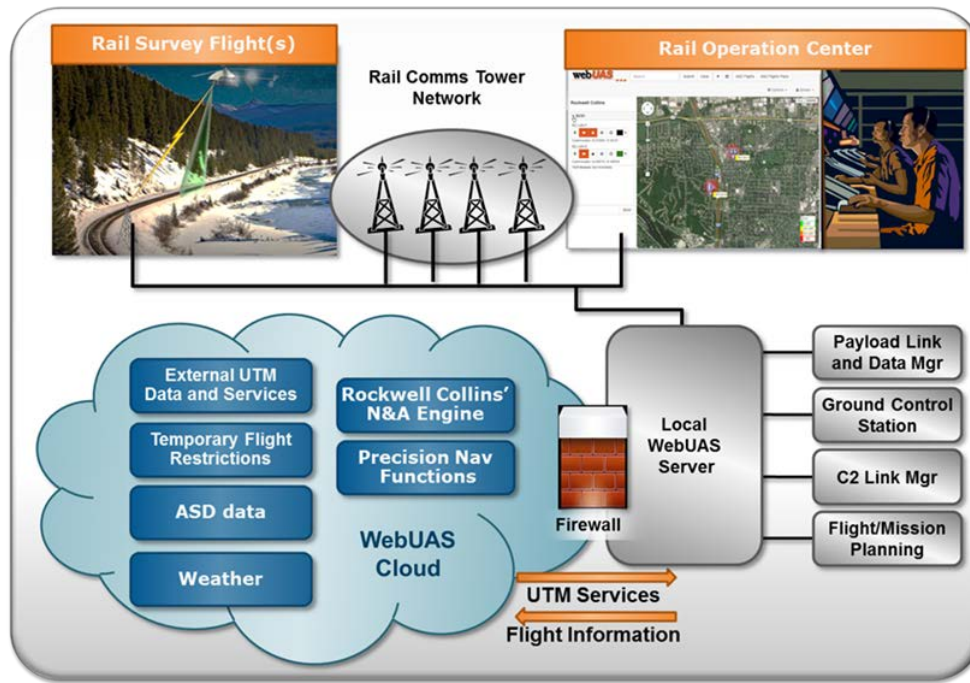 Rail Survey Flight(s)
Rail Operation Center
Rail Comms Tower
Network
webUAS
Rockwell Collins
External UTM
Data and Services
Temporary Flight
Restrictions
ASD data
Weather
Rockwell Collins'
N&A Engine
Precision Nav
Functions
WebUAS
Cloud
Firewall
Local
WebUAS
Server
Payload Link
and Data Mgr
Ground Control
Station
C2 Link Mgr
Flight/Mission
Planning
UTM Services
Flight Information